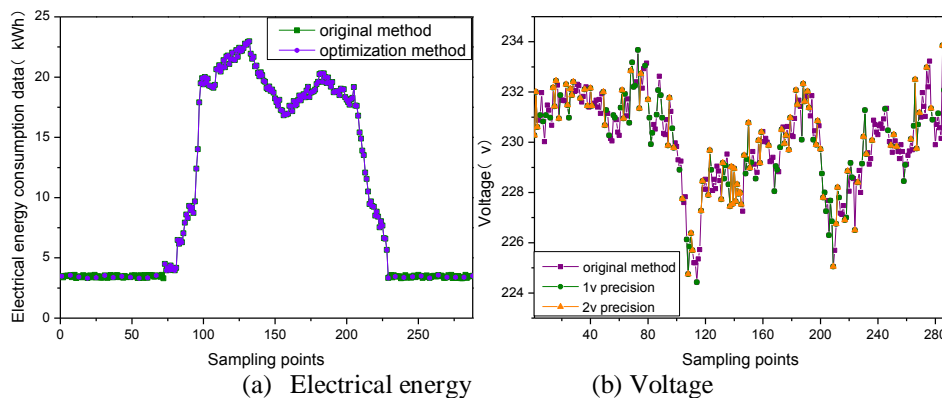 original method
optimization method
Electrical energy consumption data( kWh)
25
20
15
10
5
0
0 50 100 150 200 250
Sampling points
Voltage( v)
234
232
230
228
226
224
original method
1v precision
2v precision
40 80 120 160 200 240 280
Sampling points
(a) Electrical energy (b) Voltage